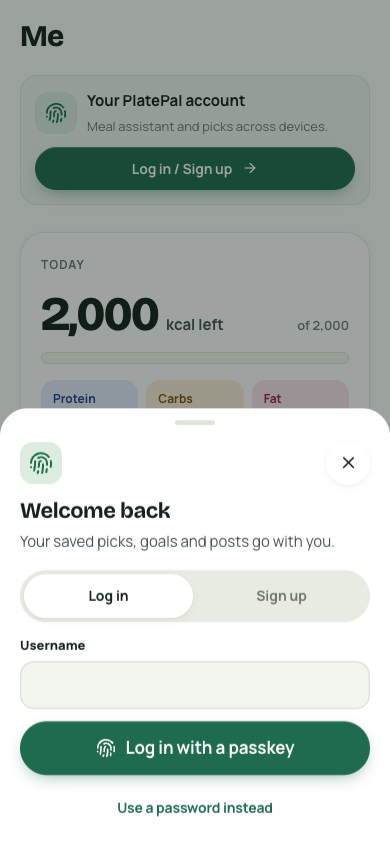 Me
Your PlatePal account
Meal assistant and picks across devices.
Log in / Sign up
TODAY
2,000 kcal left of 2,000
Protein Carbs Fat
Welcome back
Your saved picks, goals and posts go with you.
Log in Sign up
Username
Log in with a passkey
Use a password instead